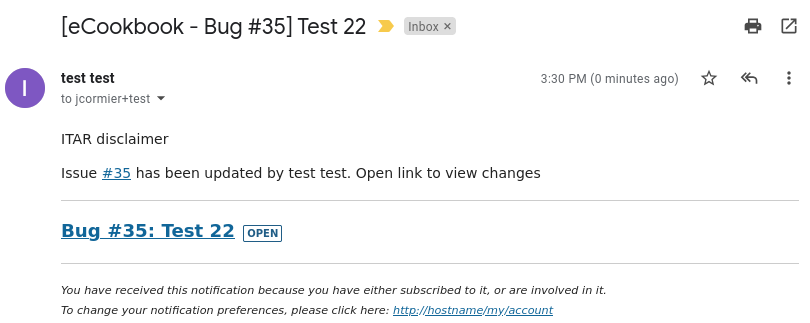 [eCookbook - Bug #35] Test 22 Inbox ×
test test 3:30 PM (0 minutes ago)
to jcormier+test
I
ITAR disclaimer
Issue #35 has been updated by test test. Open link to view changes
Bug #35: Test 22 OPEN
You have received this notification because you have either subscribed to it, or are involved in it.
To change your notification preferences, please click here: http://hostname/my/account